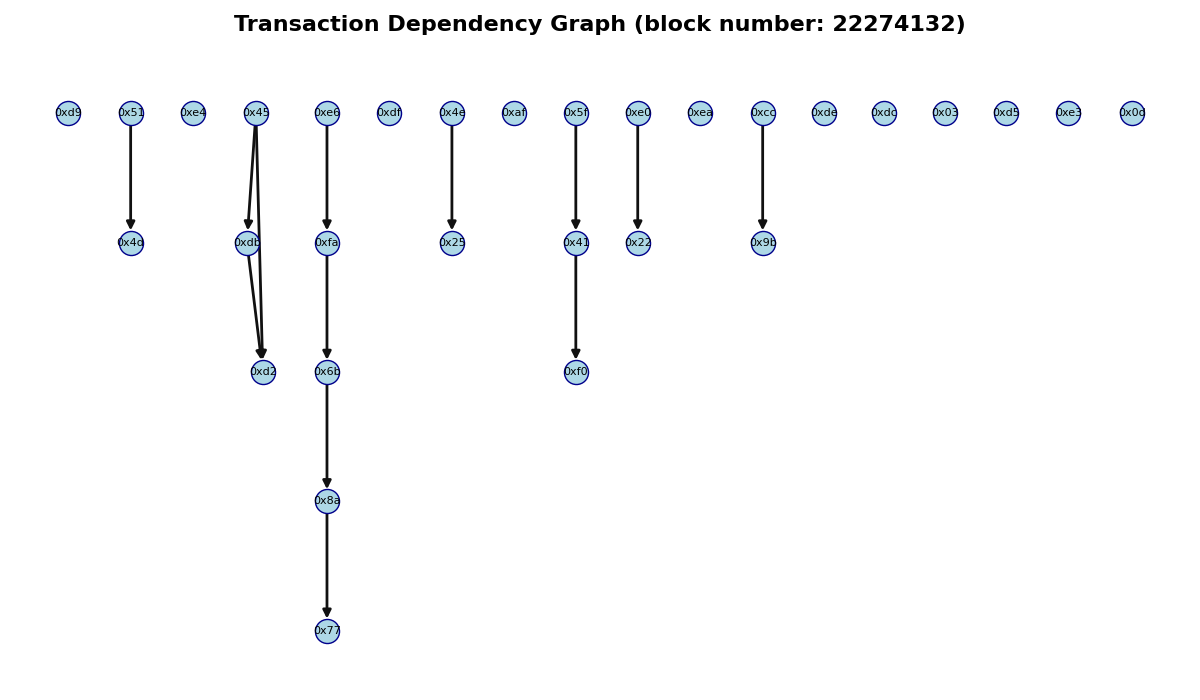 Transaction Dependency Graph (block number: 22274132)
0xd9 0x51 0xe4 0x45 0xe6 0xdf 0x4e 0xaf 0x5f 0xe0 0xea 0xcc 0xde 0xdc 0x03 0xd5 0xe3 0x0c
0x4d 0xdb 0xfa 0x25 0x41 0x22 0x9b
0xd2 0x6b 0xf0
0x8a
0x77